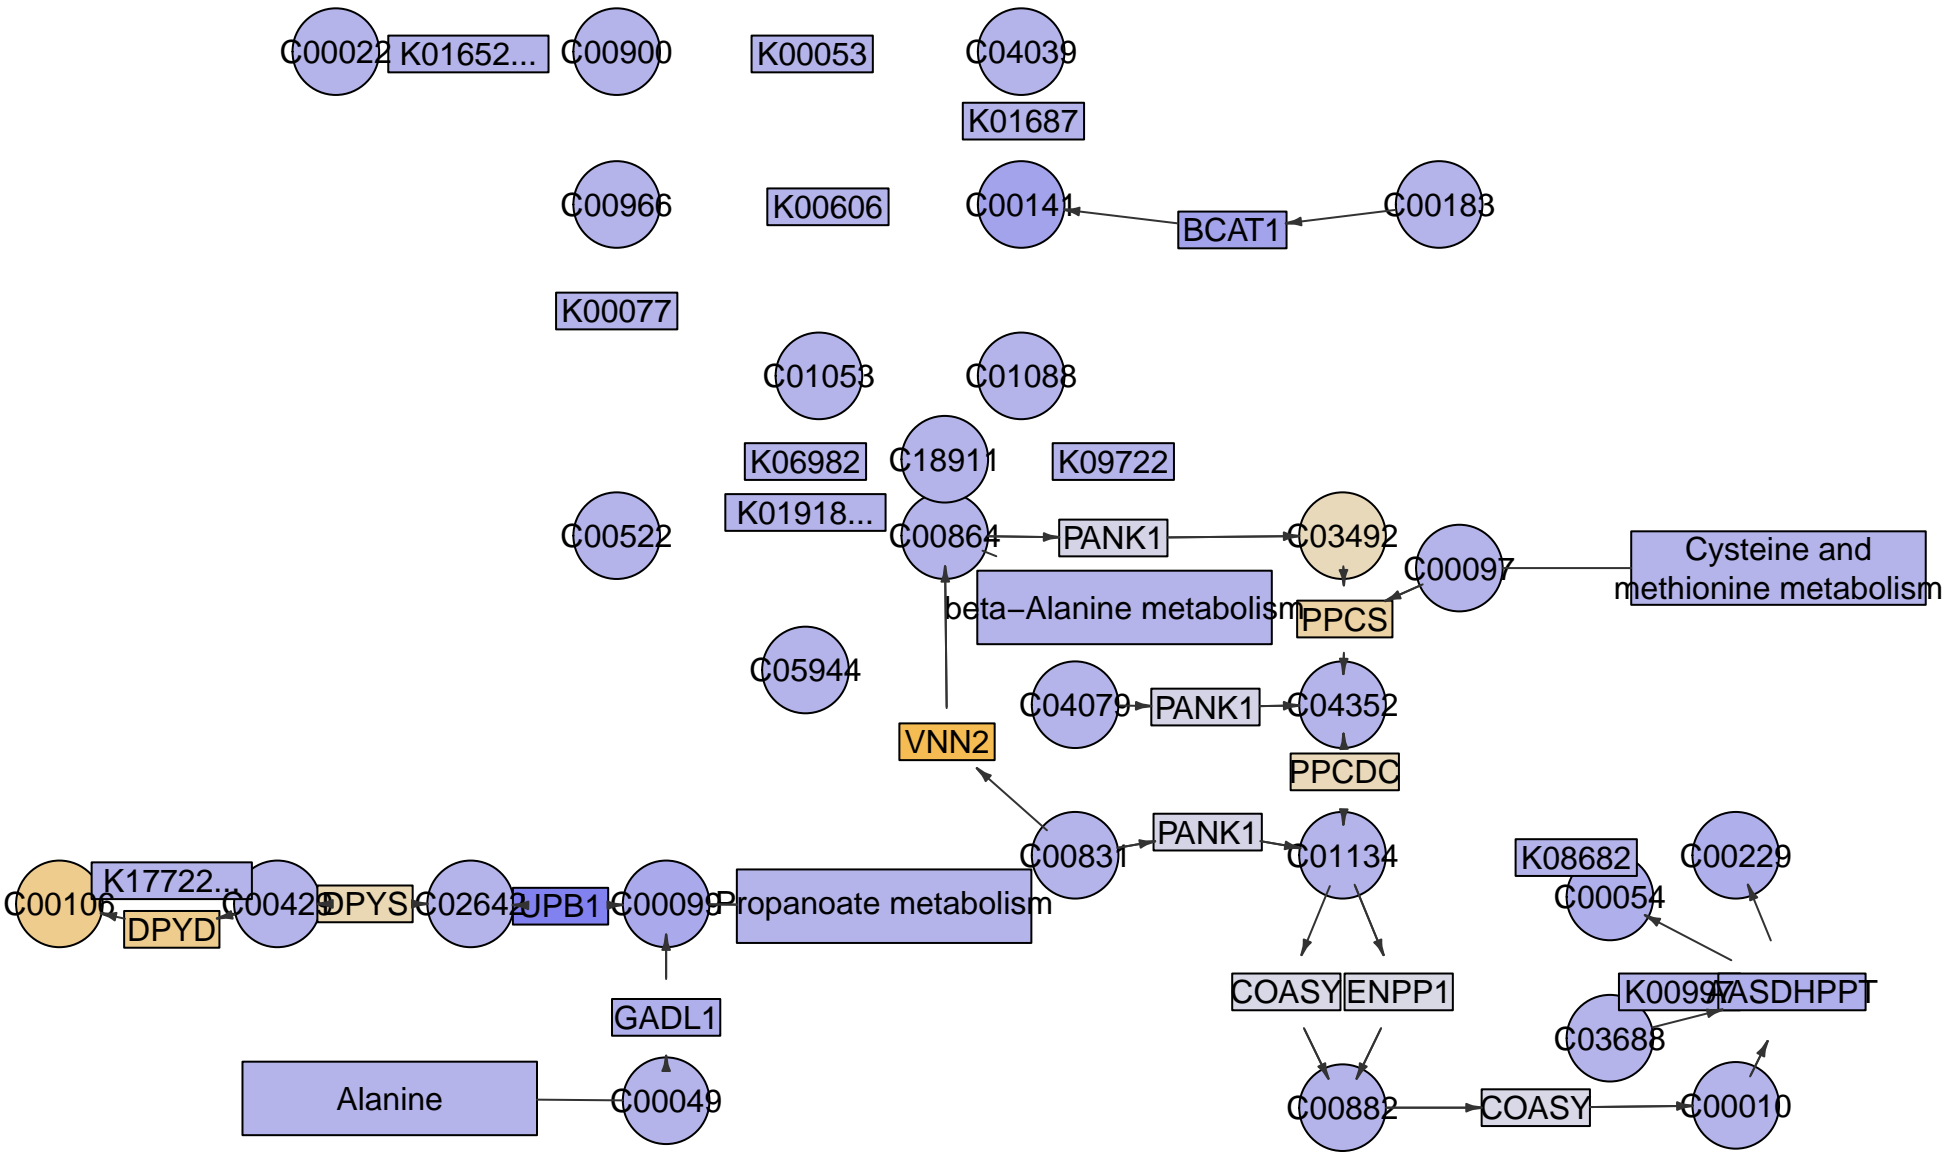 C00022
K01652...
C00900
K00053
C04039
K01687
C00966
K00606
C00141
BCAT1
C00183
K00077
C01053
C01088
K06982
C18911
K09722
K01918...
C00522
C00864
PANK1
C03492
C00097
Cysteine and
methionine metabolism
beta−Alanine metabolism
PPCS
C05944
C04079
PANK1
C04352
VNN2
PPCDC
C00831
PANK1
C01134
K08682
C00229
C00106
K17722...
C00429
DPYS
C02642
UPB1
C00099
Propanoate metabolism
C00054
DPYD
COASY
ENPP1
K00997
AASDHPPT
GADL1
C03688
Alanine
C00049
C00882
COASY
C00010